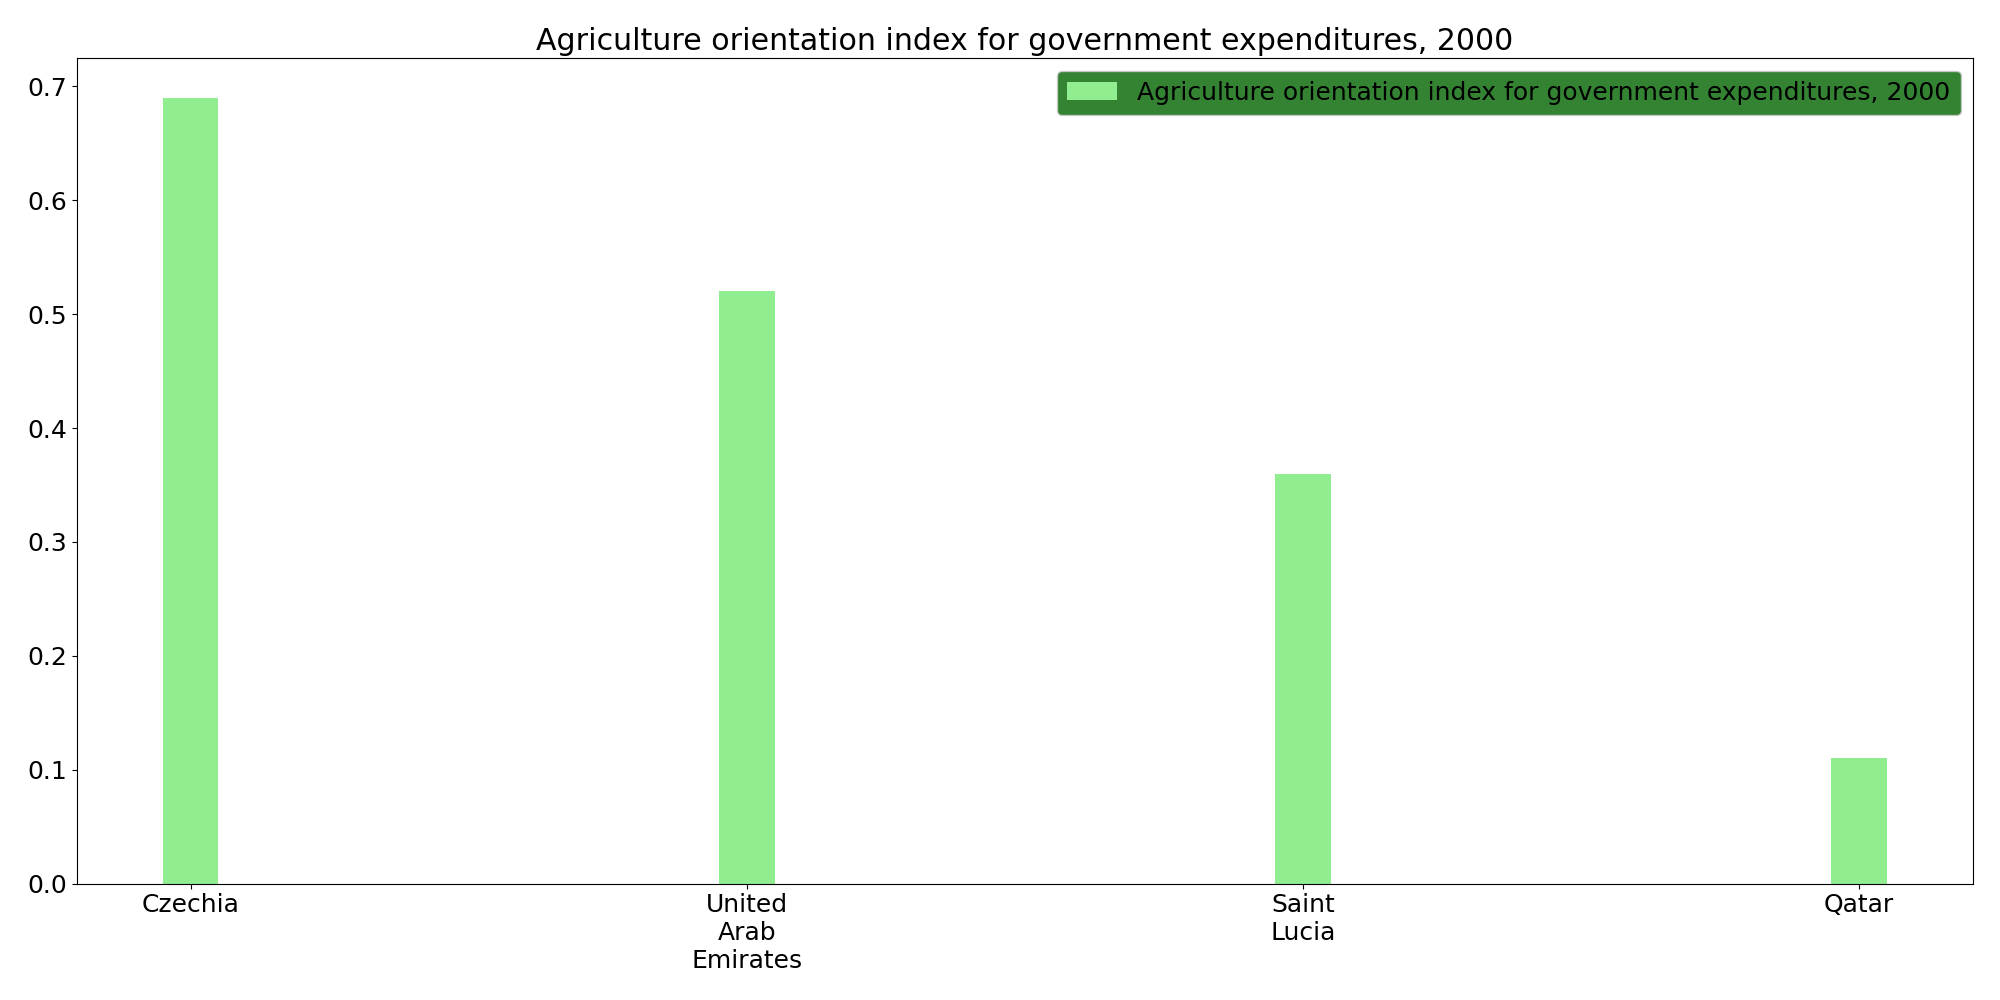 Agriculture orientation index for government expenditures, 2000
Agriculture orientation index for government expenditures, 2000
0.7
0.6
0.5
0.4
0.3
0.2
0.1
0.0
Czechia
United
Arab
Emirates
Saint
Lucia
Qatar